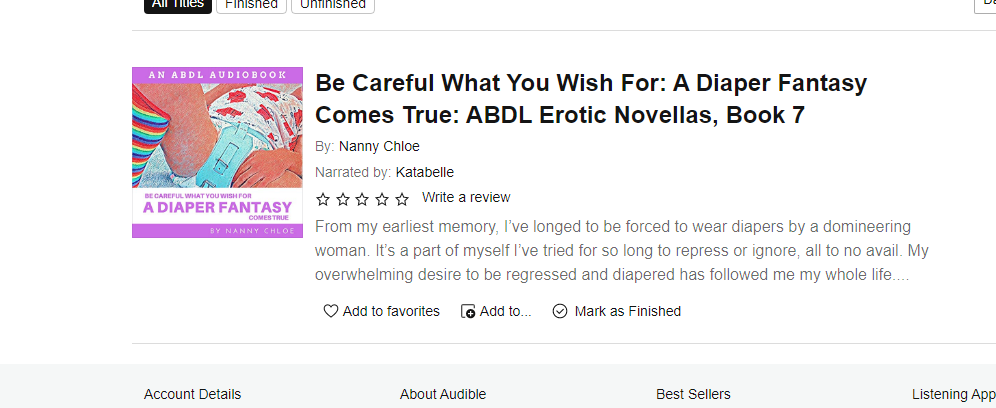 All Titles
Finished
Unfinished
AN ABDL AUDIOBOOK
BE CAREFUL WHAT YOU WISH FOR
A DIAPER FANTASY
COMES TRUE
BY NANNY CHLOE
Be Careful What You Wish For: A Diaper Fantasy
Comes True: ABDL Erotic Novellas, Book 7
By: Nanny Chloe
Narrated by: Katabelle
Write a review
From my earliest memory, I’ve longed to be forced to wear diapers by a domineering
woman. It’s a part of myself I’ve tried for so long to repress or ignore, all to no avail. My
overwhelming desire to be regressed and diapered has followed me my whole life....
Add to favorites
Add to...
Mark as Finished
Account Details
About Audible
Best Sellers
Listening App